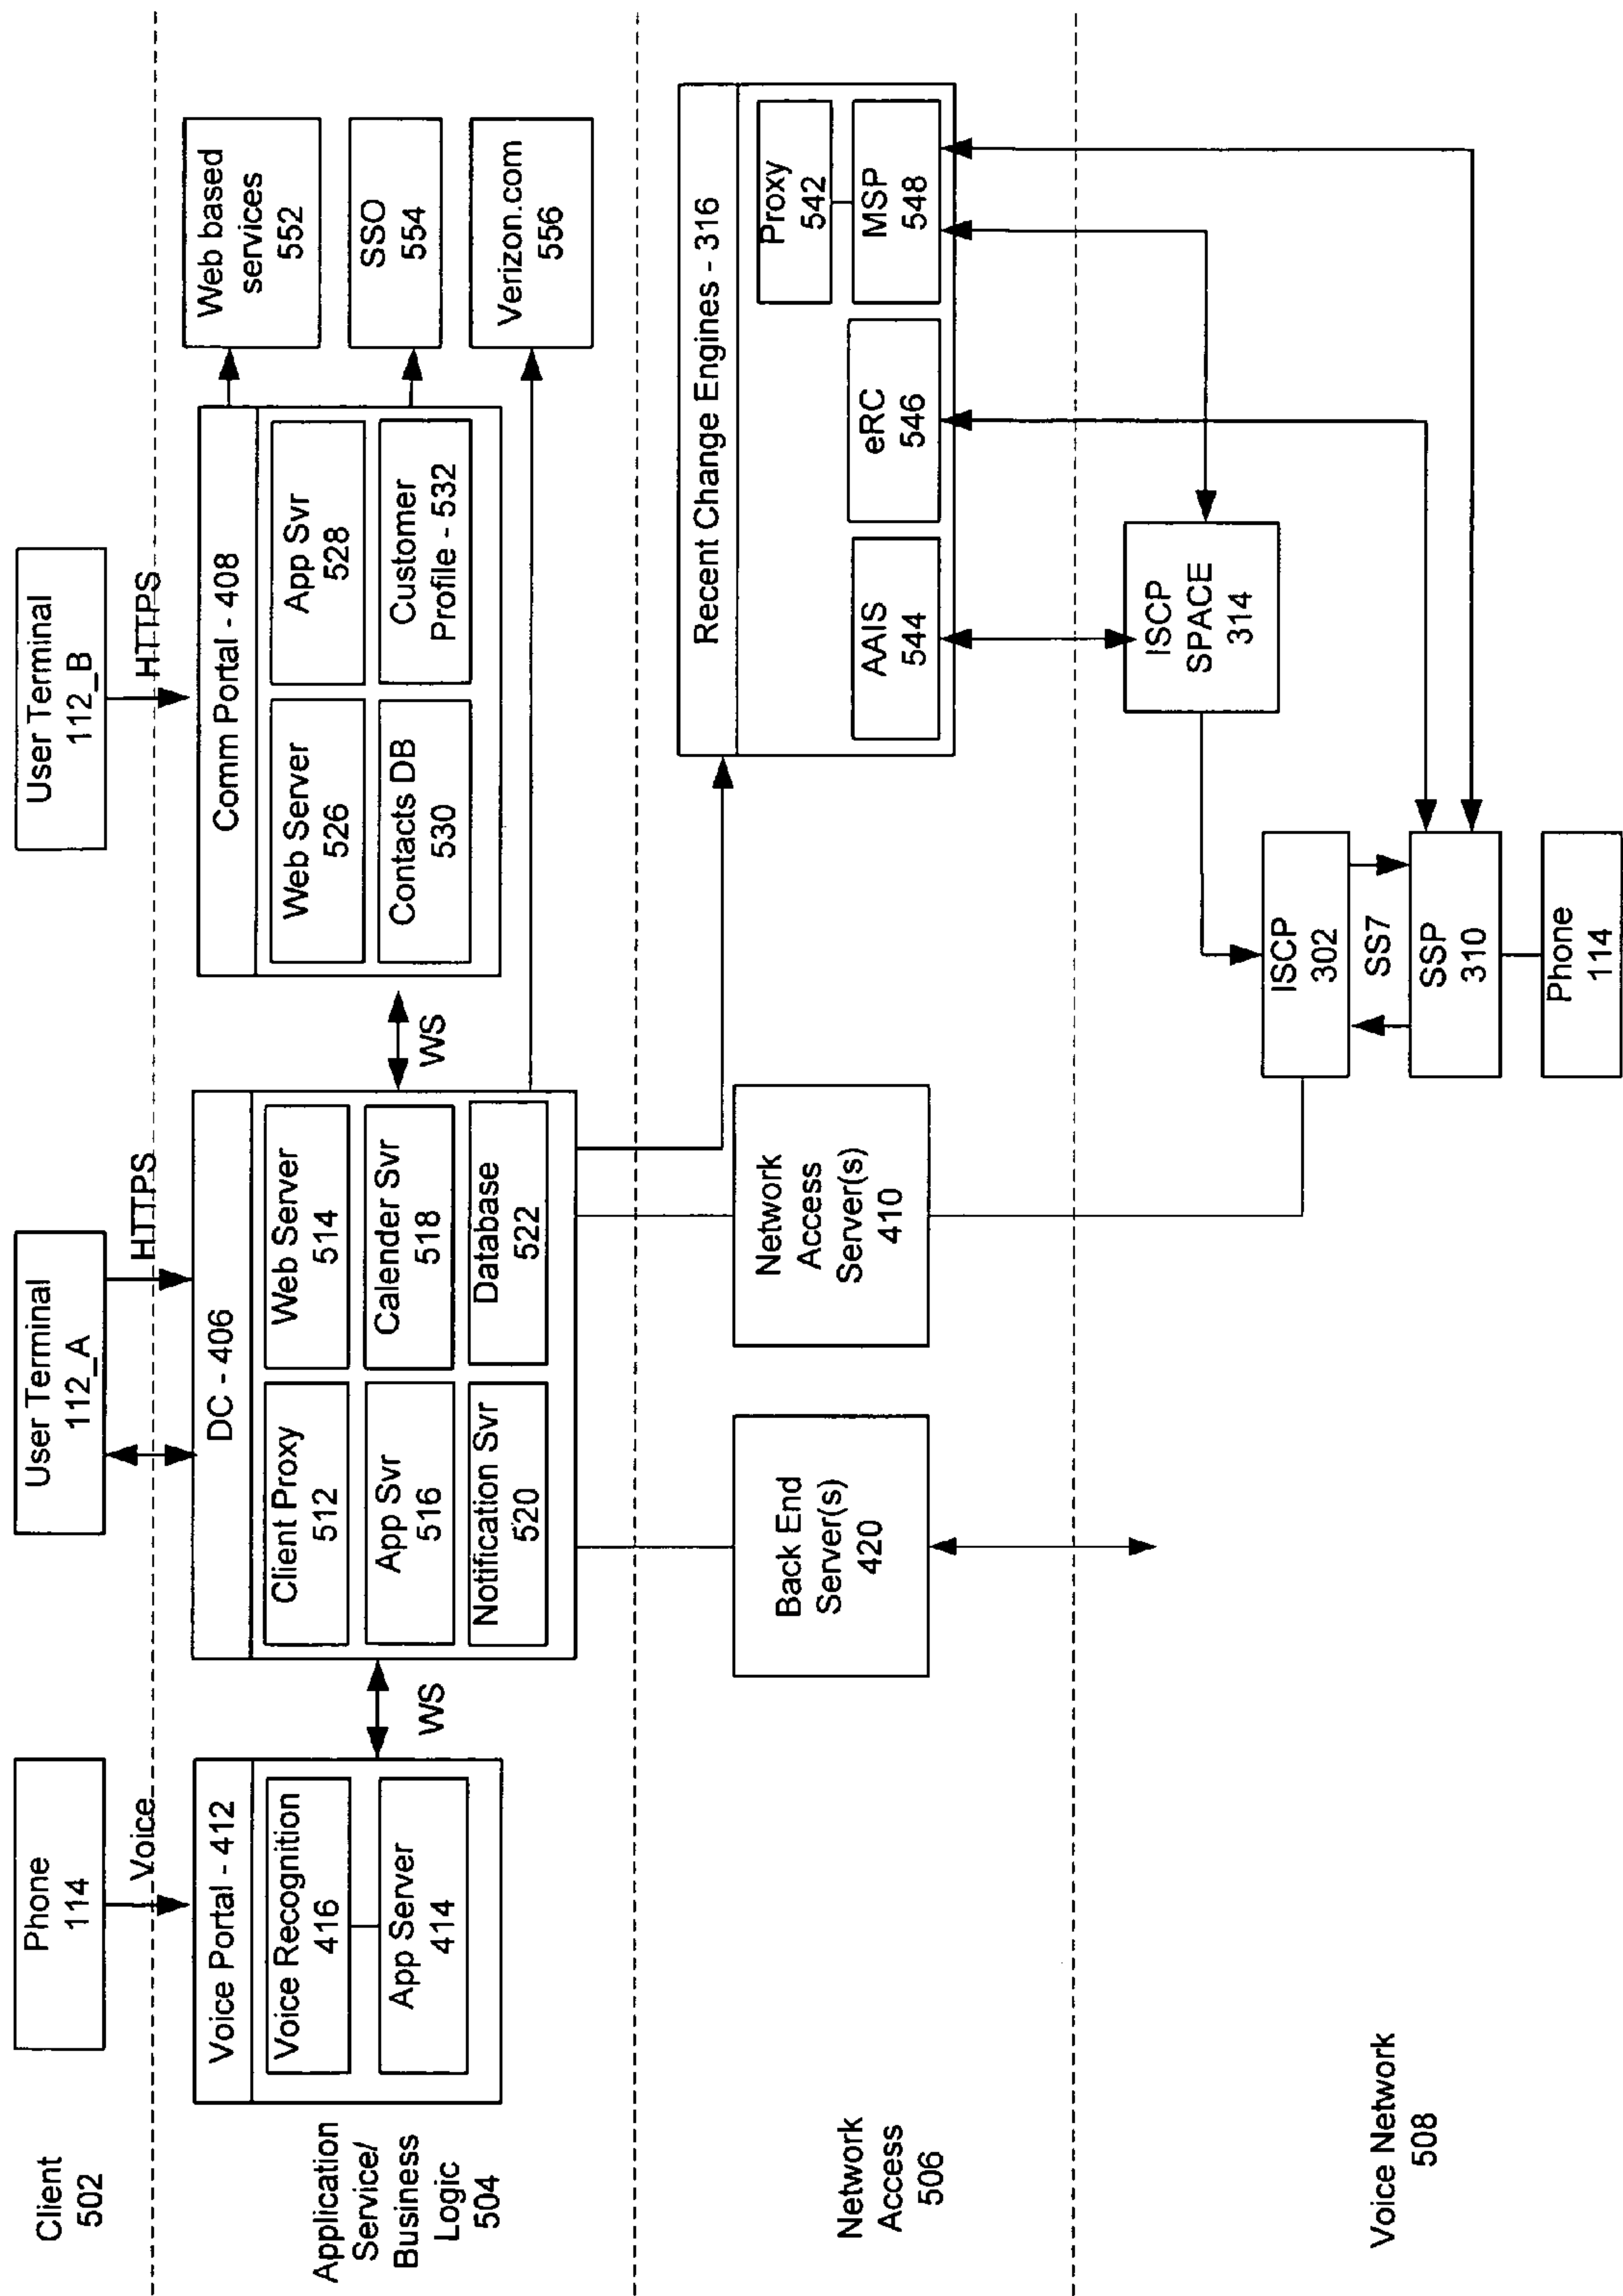 Client
502
Phone
114
User Terminal
112_A
User Terminal
112_B
Voice
HTTPS
HTTPS
Application
Service/
Business
Logic
504
Voice Portal - 412
Voice Recognition
416
App Server
414
WS
DC - 406
Client Proxy
512
Web Server
514
App Svr
516
Calender Svr
518
Notification Svr
520
Database
522
WS
Comm Portal - 408
Web Server
526
App Svr
528
Contacts DB
530
Customer
Profile - 532
Web based
services
552
SSO
554
Verizon.com
556
Network
Access
506
Back End
Server(s)
420
Network
Access
Server(s)
410
Recent Change Engines - 316
Proxy
542
AAIS
544
eRC
546
MSP
548
Voice Network
508
ISCP
SPACE
314
ISCP
302
SS7
SSP
310
Phone
114